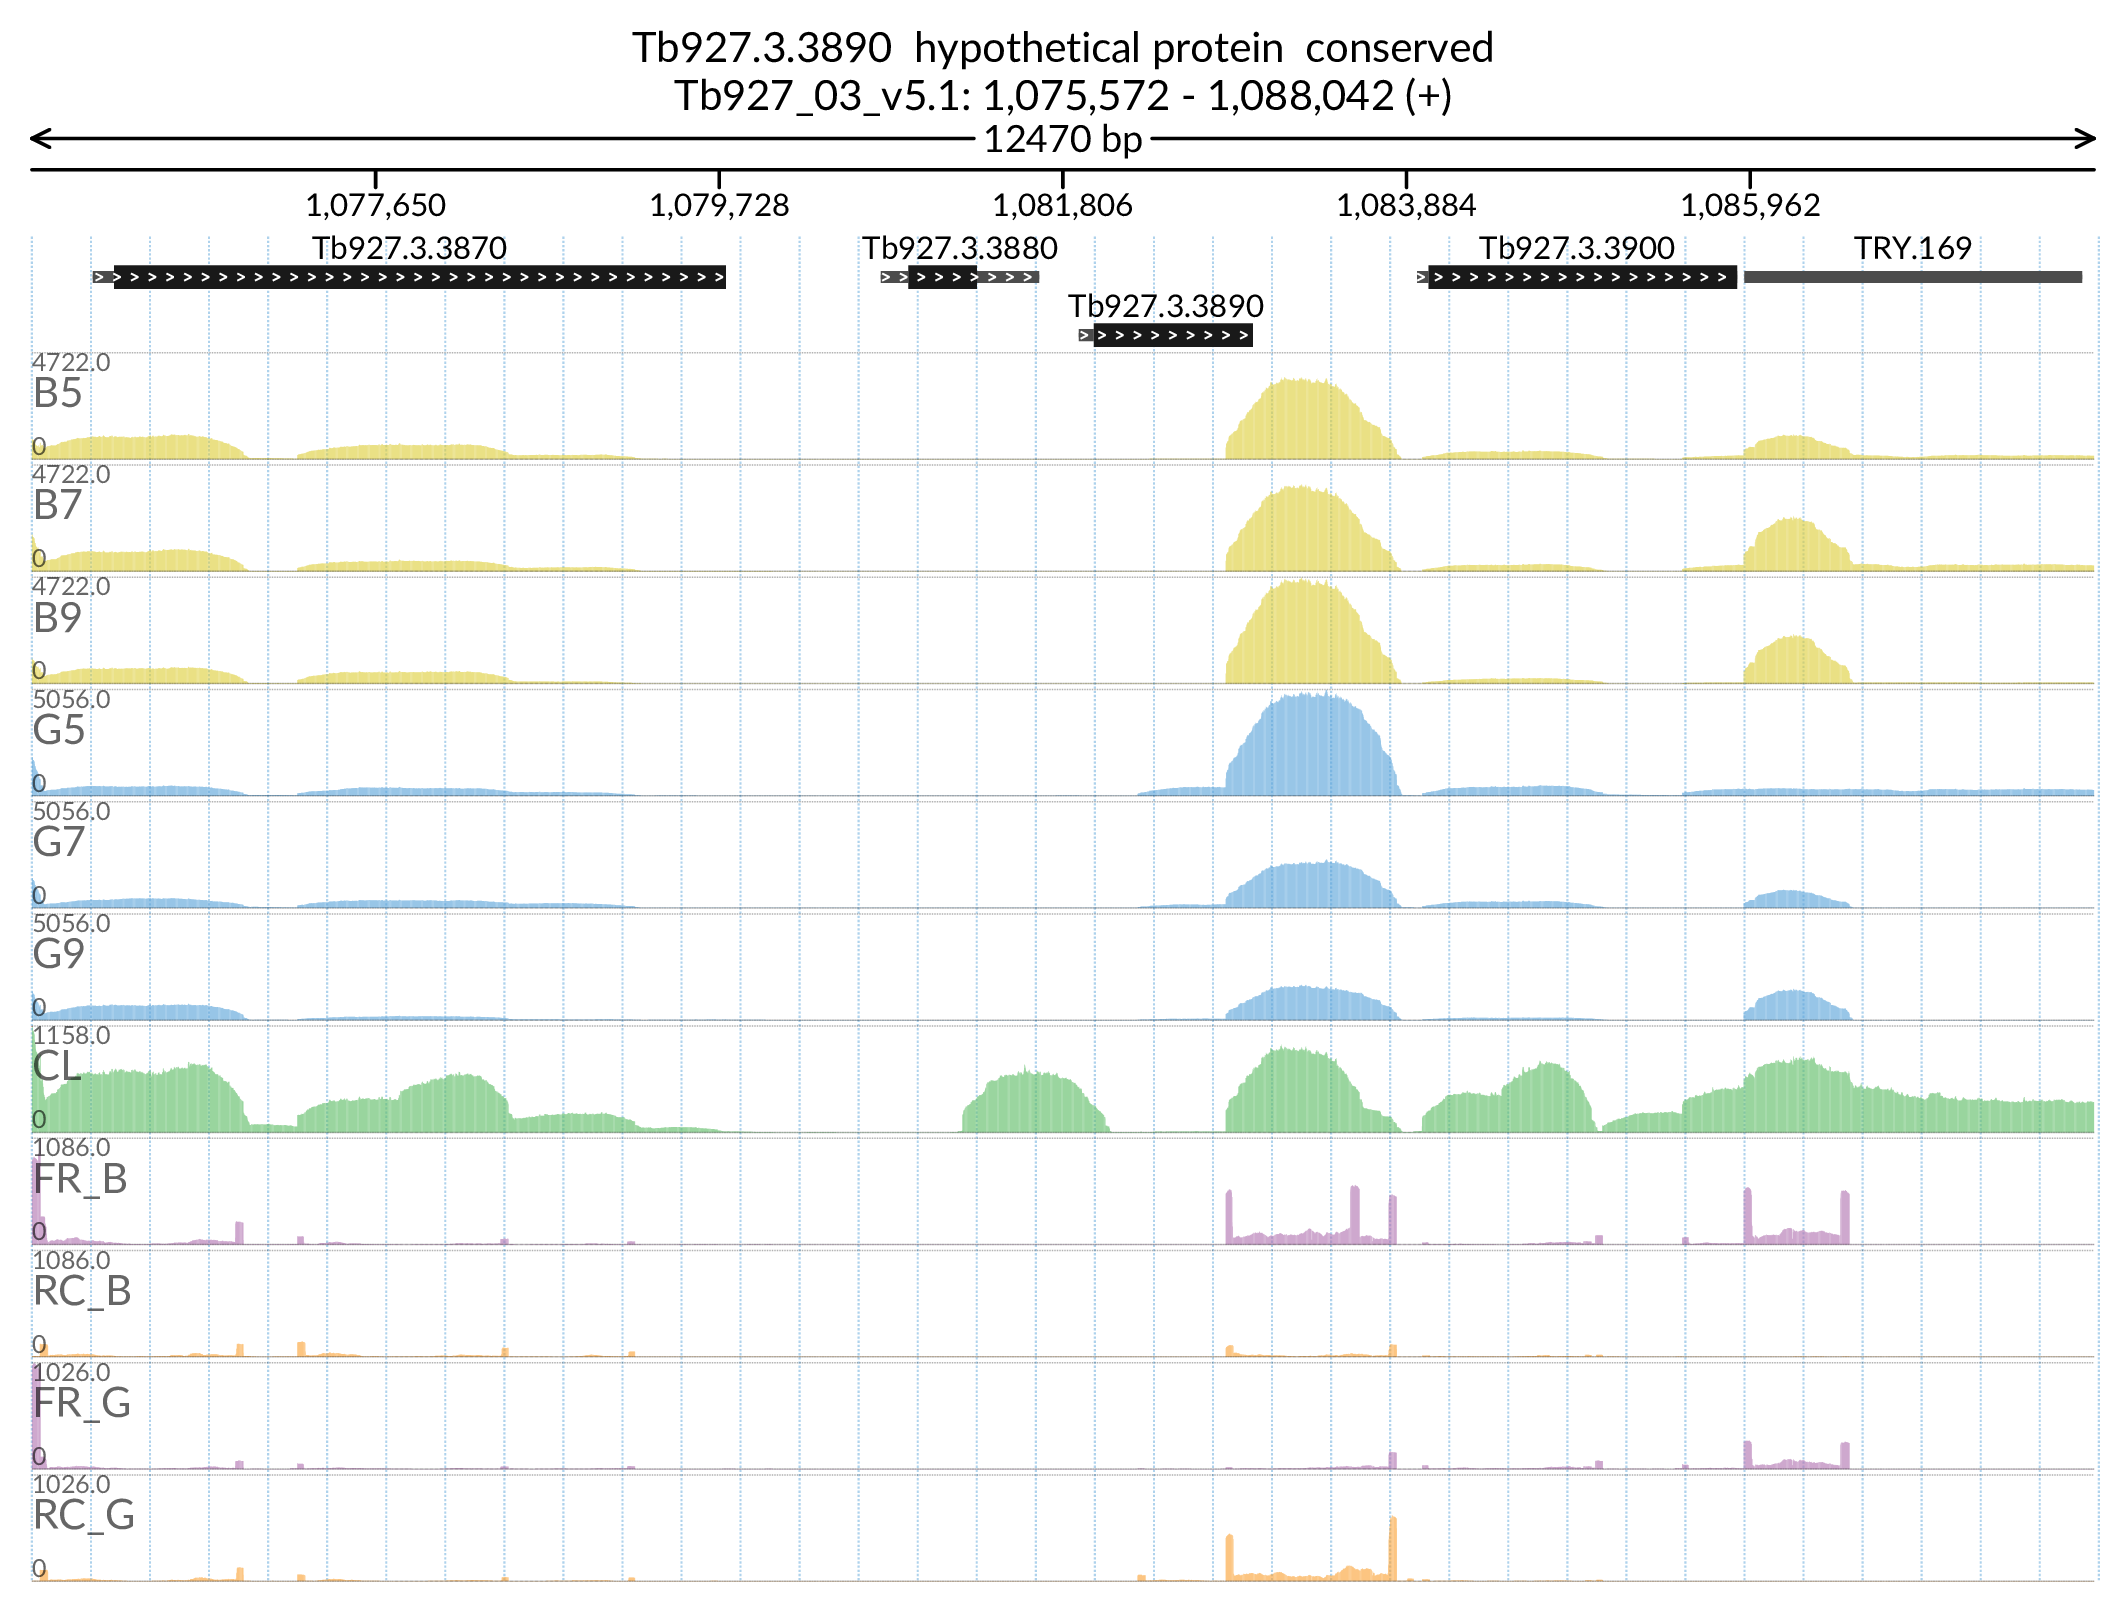 Tb927.3.3890  hypothetical protein  conserved
Tb927_03_v5.1: 1,075,572 - 1,088,042 (+)
12470 bp
1,077,650 1,079,728 1,081,806 1,083,884 1,085,962
Tb927.3.3870 Tb927.3.3880 Tb927.3.3900 TRY.169
Tb927.3.3890
4722.0
B5
0
4722.0
B7
0
4722.0
B9
0
5056.0
G5
0
5056.0
G7
0
5056.0
G9
0
1158.0
CL
0
1086.0
FR_B
0
1086.0
RC_B
0
1026.0
FR_G
0
1026.0
RC_G
0